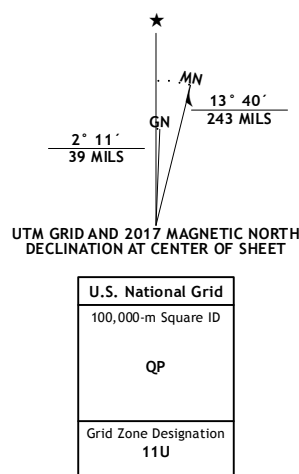 MN
GN
13° 40´
243 MILS
2° 11´
39 MILS
UTM GRID AND 2017 MAGNETIC NORTH
DECLINATION AT CENTER OF SHEET
U.S. National Grid
100,000-m Square ID
QP
Grid Zone Designation
11U